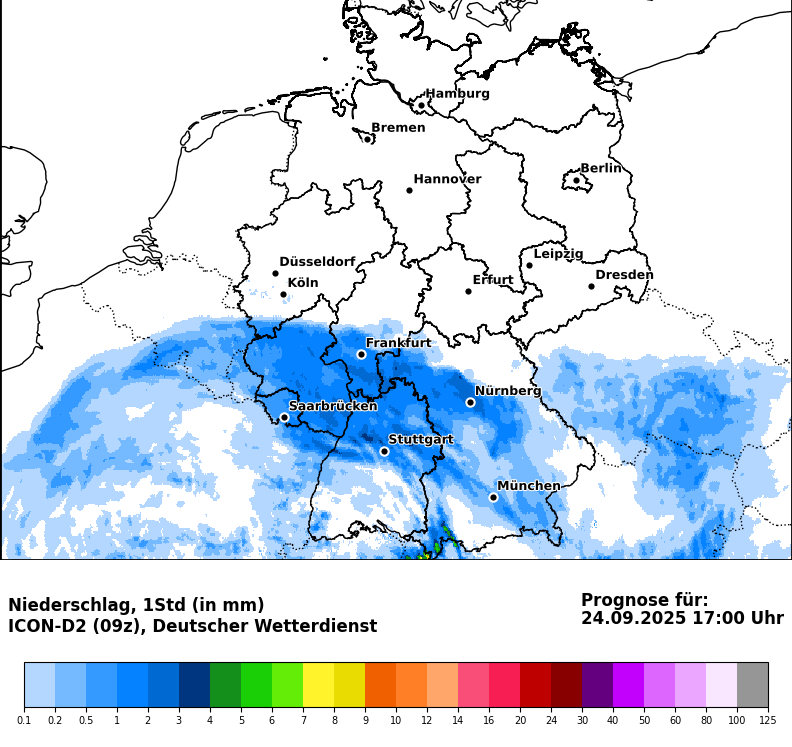 Hamburg
Bremen
Berlin
Hannover
Leipzig
Düsseldorf
Dresden
Köln
Erfurt
Frankfurt
Nürnberg
Saarbrücken
Stuttgart
München
Niederschlag, 1Std (in mm)
ICON-D2 (09z), Deutscher Wetterdienst
Prognose für:
24.09.2025 17:00 Uhr
0.1 0.2 0.5 1 2 3 4 5 6 7 8 9 10 12 14 16 20 24 30 40 50 60 80 100 125